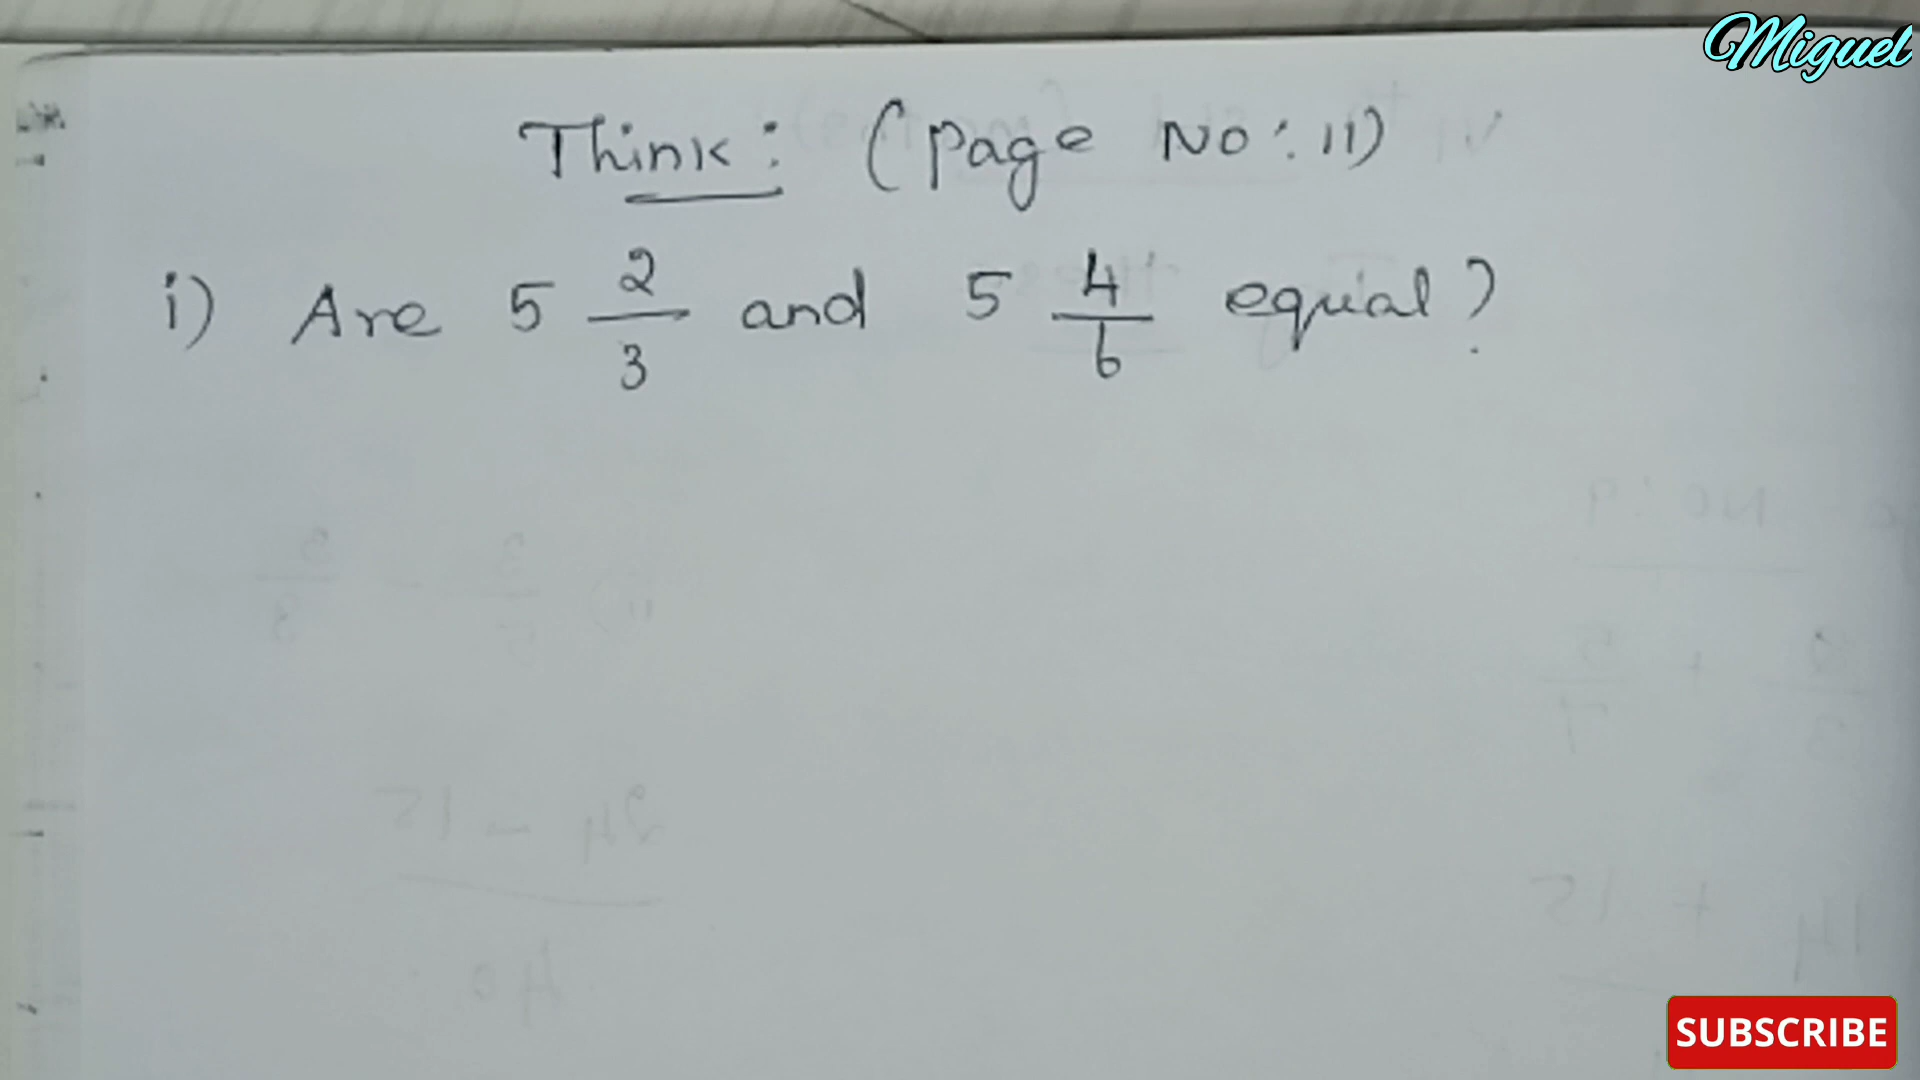 Miguel
Think: (Page No: 11)
i) Are 5 2/3 and 5 4/6 equal?
SUBSCRIBE